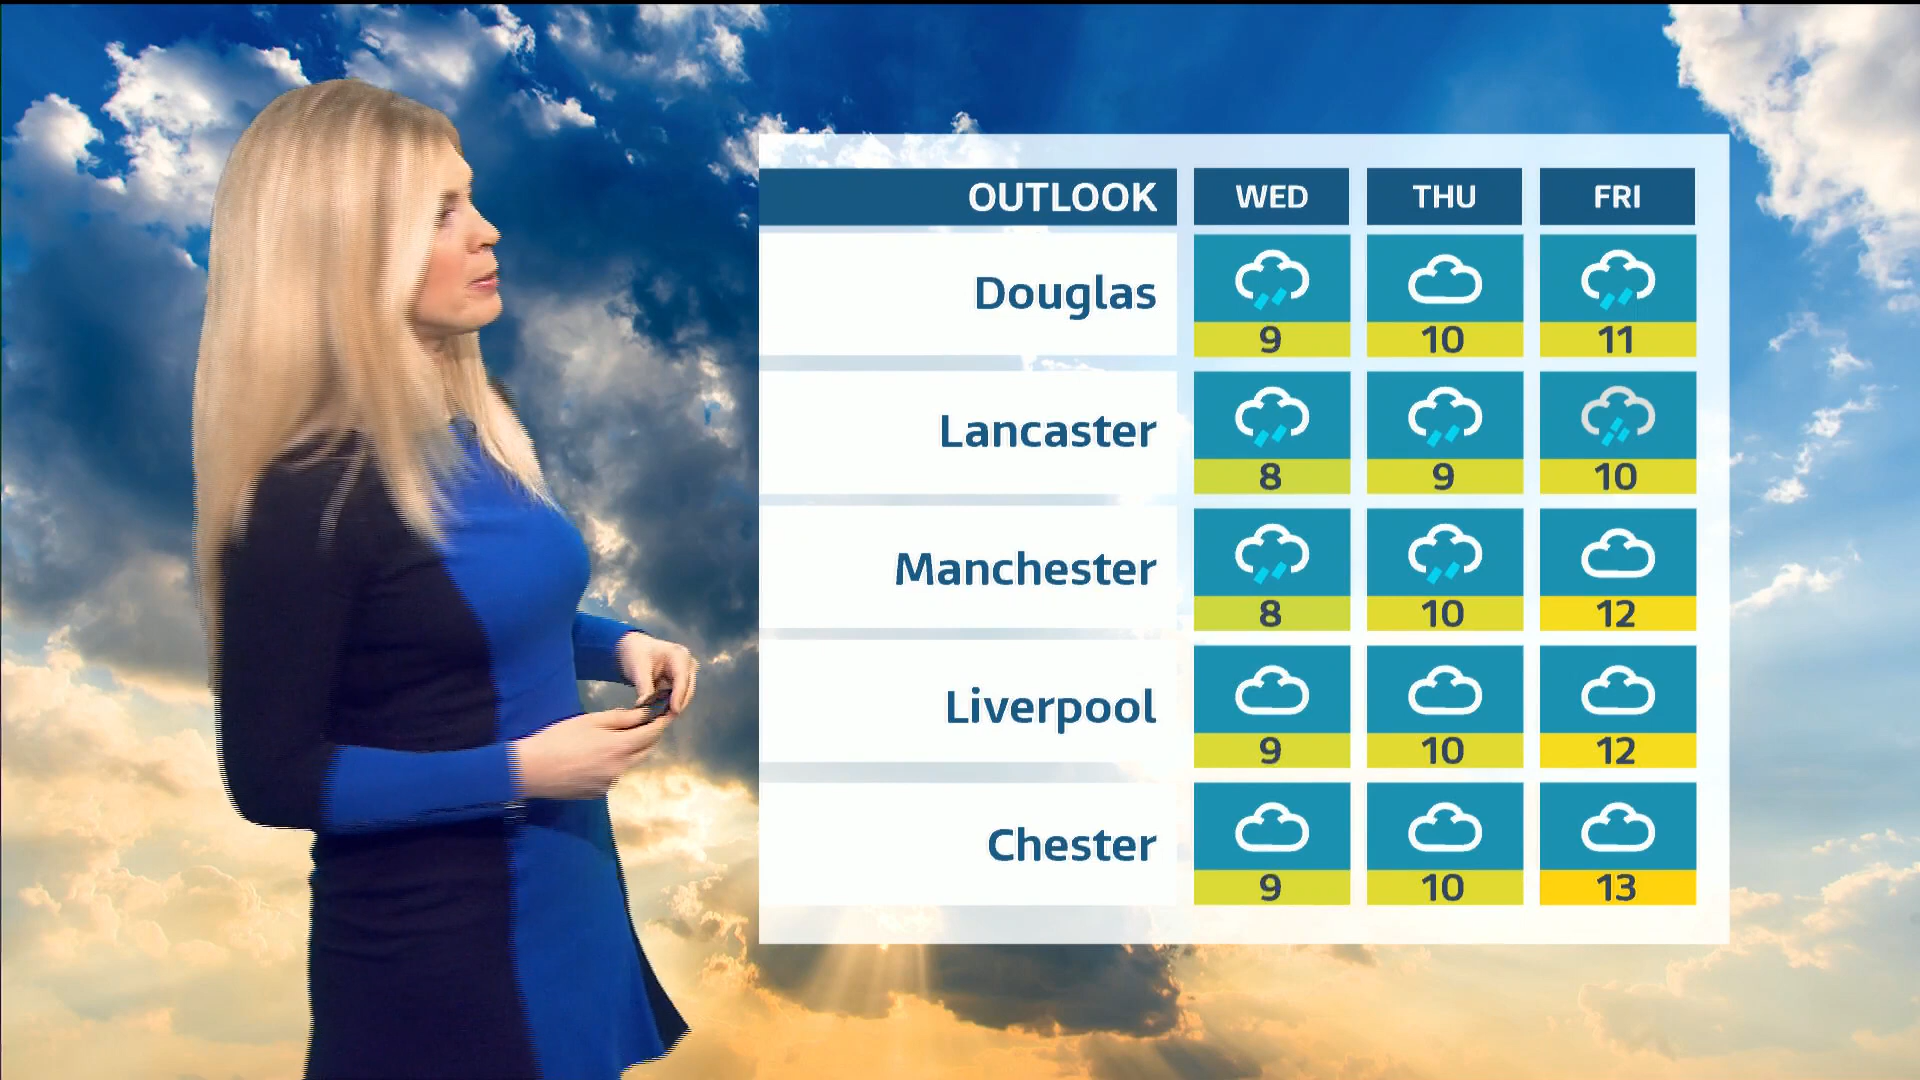 OUTLOOK WED THU FRI
Douglas 9 10 11
Lancaster 8 9 10
Manchester 8 10 12
Liverpool 9 10 12
Chester 9 10 13